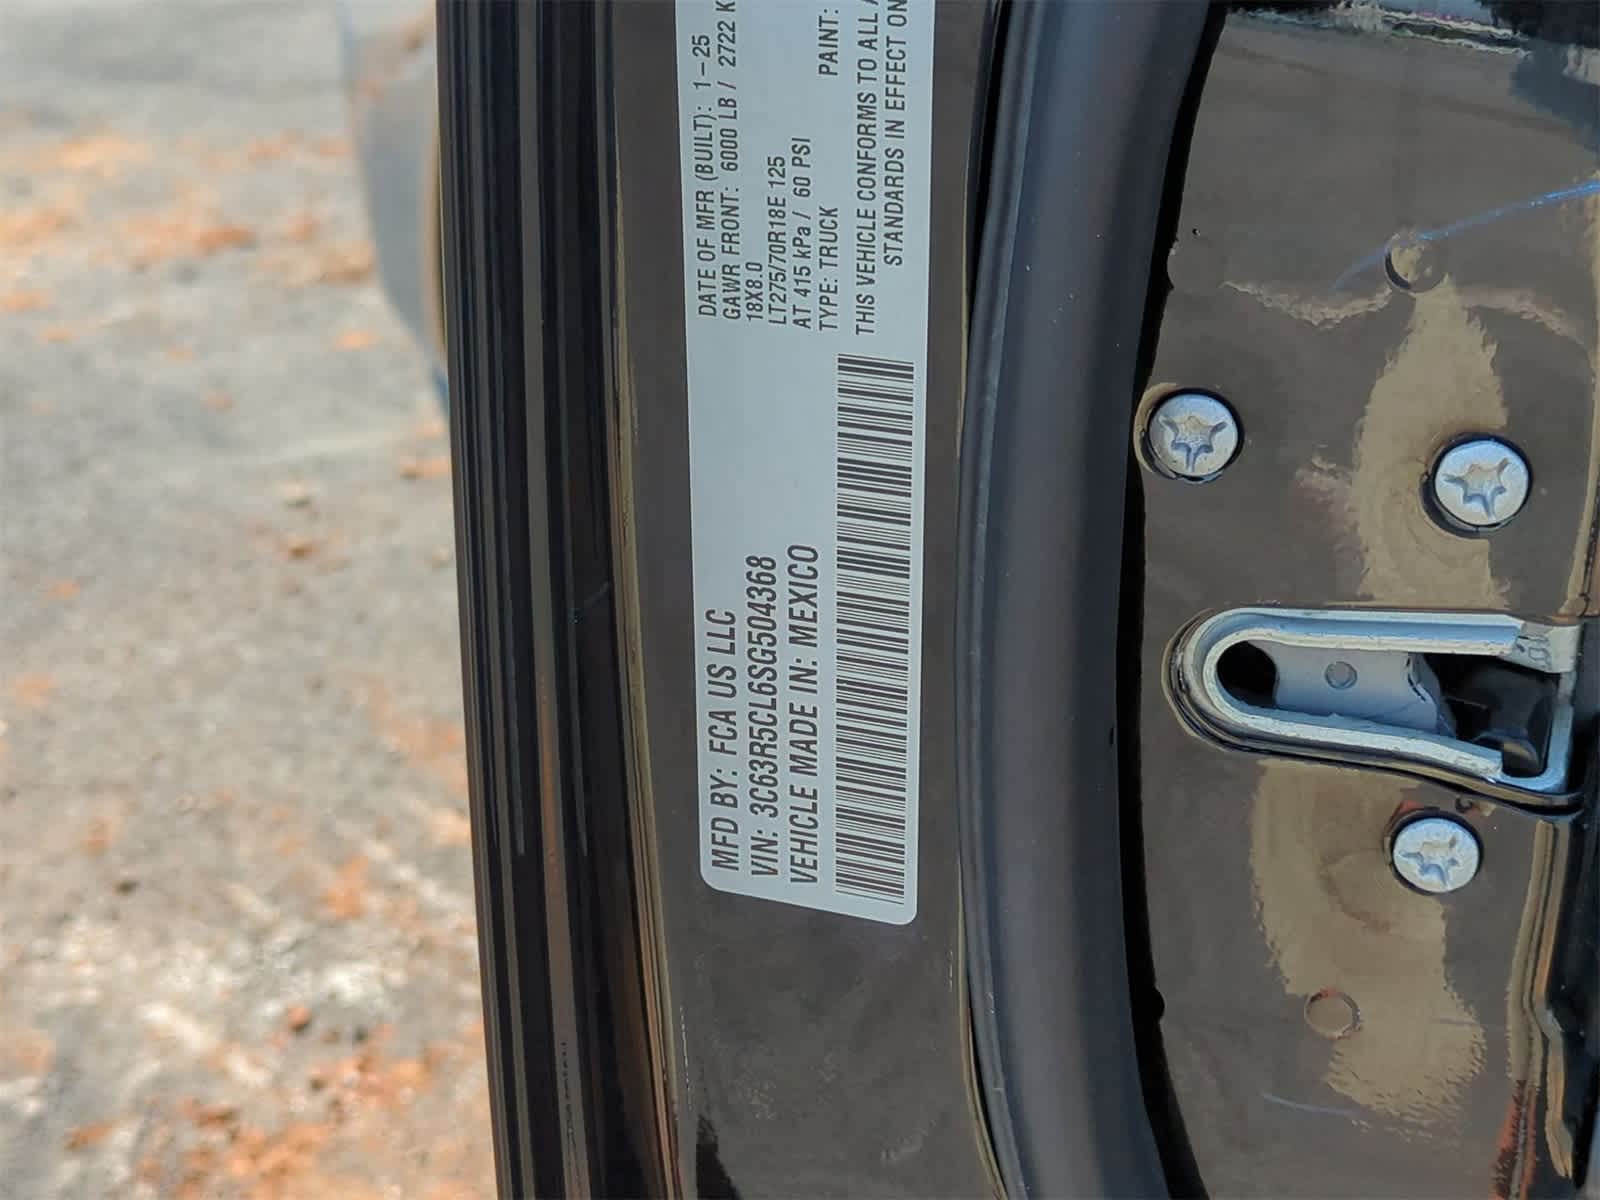 MFD BY: FCA US LLC
VIN: 3C63R5CL6SG504368
VEHICLE MADE IN: MEXICO
DATE OF MFR (BUILT): 1-25
GAWR FRONT: 6000 LB / 2722 K
18X8.0
LT275/70R18E 125
AT 415 kPa / 60 PSI
TYPE: TRUCK PAINT:
THIS VEHICLE CONFORMS TO ALL A
STANDARDS IN EFFECT ON